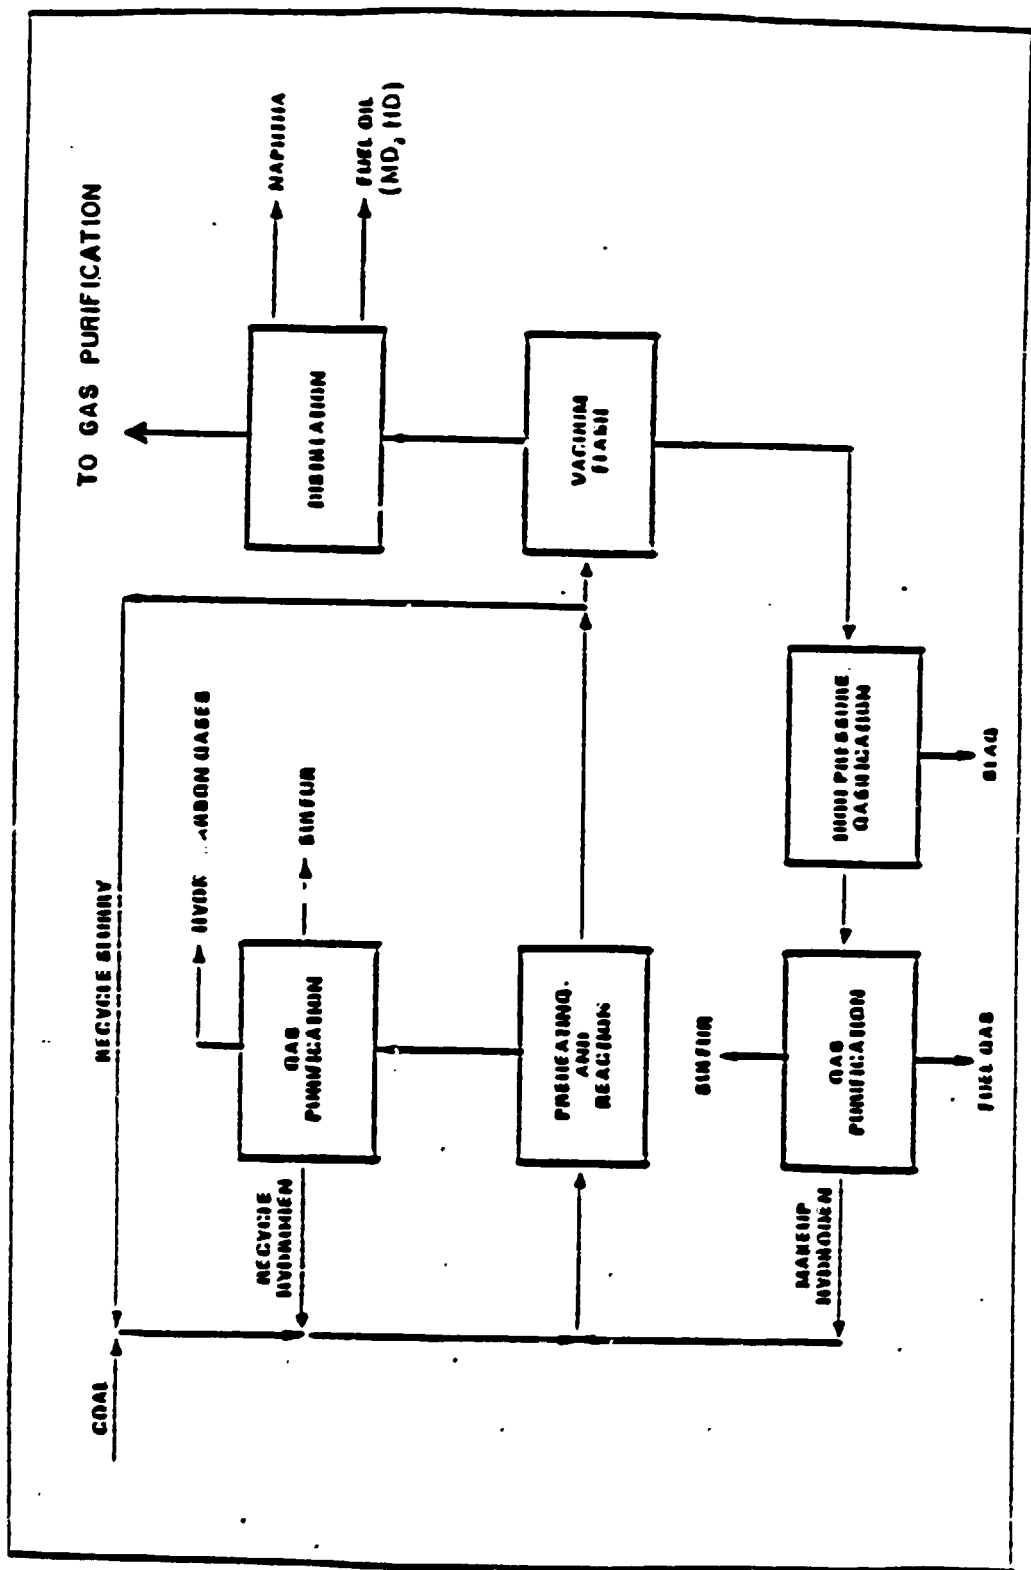 COAL
RECYCLE SLURRY
TO GAS PURIFICATION
RECYCLE
HYDROGEN
GAS
PURIFICATION
GASES
SULFUR
DISTILLATION
NAPHTHA
FUEL OIL
(MD, HD)
PREHEATING
AND
REACTION
VACUUM
FLASH
MAKEUP
HYDROGEN
SULFUR
GAS
PURIFICATION
FUEL GAS
HIGH PRESSURE
GASIFICATION
SLAG